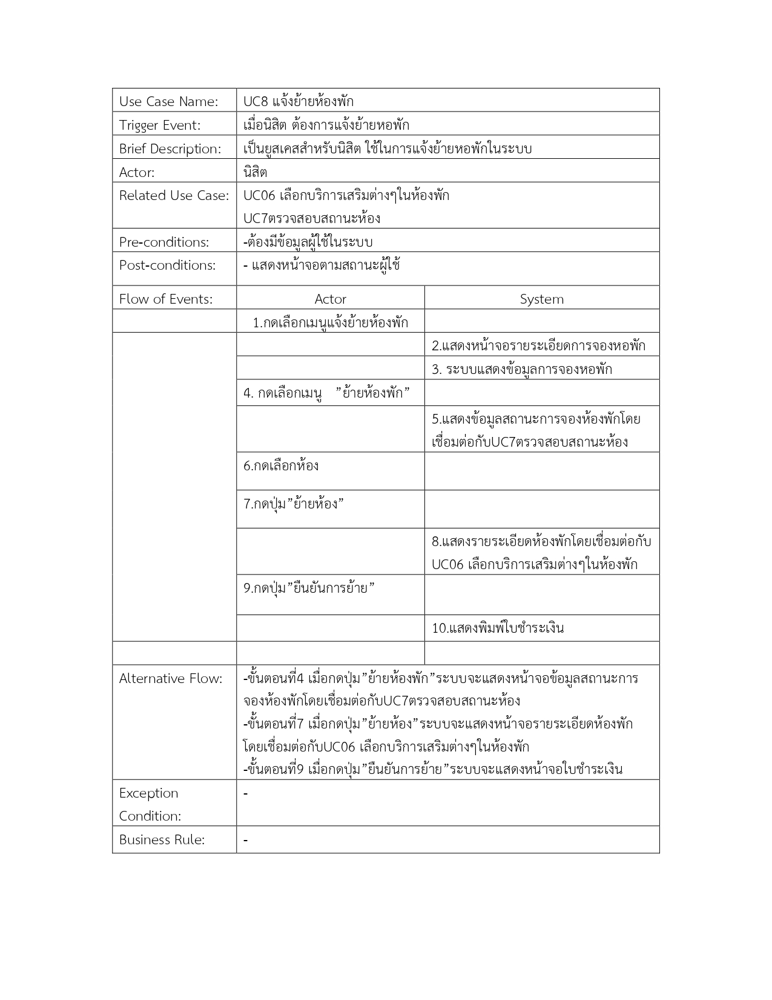 Use Case Name: UC8 แจ้งย้ายห้องพัก
Trigger Event: เมื่อนิสิต ต้องการแจ้งย้ายหอพัก
Brief Description: เป็นยูสเคสสำหรับนิสิต ใช้ในการแจ้งย้ายหอพักในระบบ
Actor: นิสิต
Related Use Case: UC06 เลือกบริการเสริมต่างๆในห้องพัก
UC7ตรวจสอบสถานะห้อง
Pre-conditions: -ต้องมีข้อมูลผู้ใช้ในระบบ
Post-conditions: - แสดงหน้าจอตามสถานะผู้ใช้
Flow of Events: Actor System
1.กดเลือกเมนูแจ้งย้ายห้องพัก
2.แสดงหน้าจอรายระเอียดการจองหอพัก
3. ระบบแสดงข้อมูลการจองหอพัก
4. กดเลือกเมนู ”ย้ายห้องพัก”
5.แสดงข้อมูลสถานะการจองห้องพักโดย
เชื่อมต่อกับUC7ตรวจสอบสถานะห้อง
6.กดเลือกห้อง
7.กดปุ่ม”ย้ายห้อง”
8.แสดงรายระเอียดห้องพักโดยเชื่อมต่อกับ
UC06 เลือกบริการเสริมต่างๆในห้องพัก
9.กดปุ่ม”ยืนยันการย้าย”
10.แสดงพิมพ์ใบชำระเงิน
Alternative Flow: -ขั้นตอนที่4 เมื่อกดปุ่ม”ย้ายห้องพัก”ระบบจะแสดงหน้าจอข้อมูลสถานะการ
จองห้องพักโดยเชื่อมต่อกับUC7ตรวจสอบสถานะห้อง
-ขั้นตอนที่7 เมื่อกดปุ่ม”ย้ายห้อง”ระบบจะแสดงหน้าจอรายระเอียดห้องพัก
โดยเชื่อมต่อกับUC06 เลือกบริการเสริมต่างๆในห้องพัก
-ขั้นตอนที่9 เมื่อกดปุ่ม”ยืนยันการย้าย”ระบบจะแสดงหน้าจอใบชำระเงิน
Exception -
Condition:
Business Rule: -